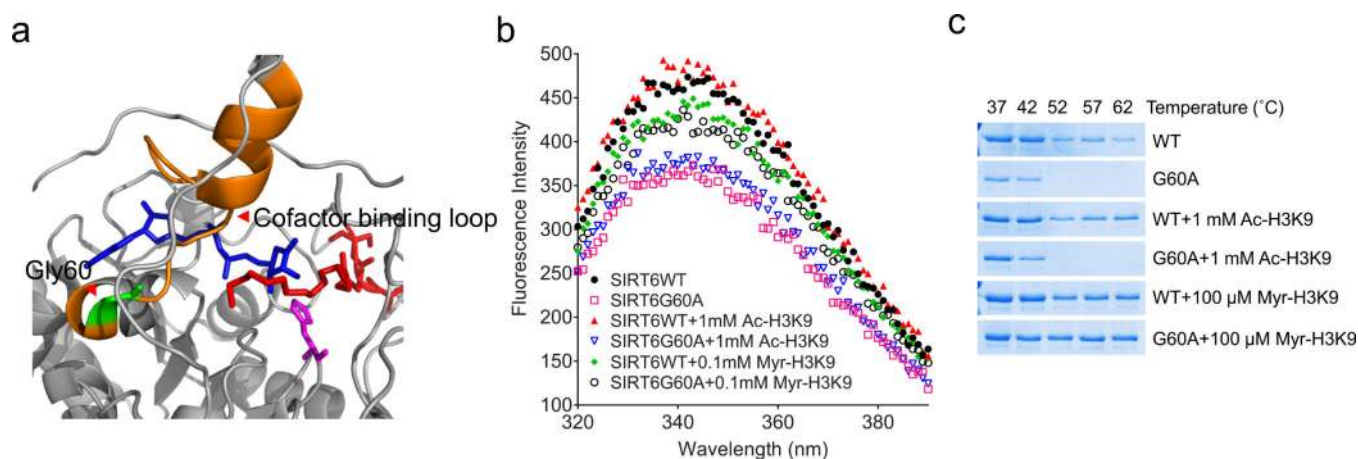 a
Cofactor binding loop
Gly60
b
500
450
400
350
300
250
200
150
100
Fluorescence Intensity
SIRT6WT
SIRT6G60A
SIRT6WT+1mM Ac-H3K9
SIRT6G60A+1mM Ac-H3K9
SIRT6WT+0.1mM Myr-H3K9
SIRT6G60A+0.1mM Myr-H3K9
320 340 360 380
Wavelength (nm)
c
37 42 52 57 62 Temperature (˚C)
WT
G60A
WT+1 mM Ac-H3K9
G60A+1 mM Ac-H3K9
WT+100 µM Myr-H3K9
G60A+100 µM Myr-H3K9